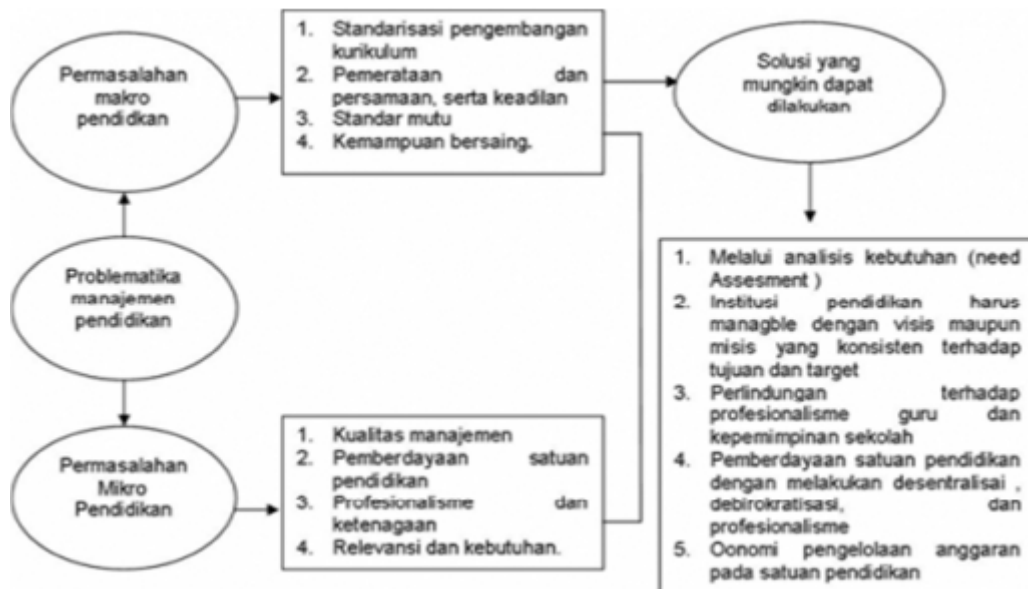 Permasalahan
makro
pendidkan
1. Standarisasi pengembangan
kurikulum
2. Pemerataan dan
persamaan, serta keadilan
3. Standar mutu
4. Kemampuan bersaing.
Solusi yang
mungkin dapat
dilakukan
Problematika
manajemen
pendidikan
Permasalahan
Mikro
Pendidikan
1. Kualitas manajemen
2. Pemberdayaan satuan
pendidikan
3. Profesionalisme dan
ketenagaan
4. Relevansi dan kebutuhan.
1. Melalui analisis kebutuhan (need
Assesment )
2. Institusi pendidikan harus
managble dengan visis maupun
misis yang konsisten terhadap
tujuan dan target
3. Perlindungan terhadap
profesionalisme guru dan
kepemimpinan sekolah
4. Pemberdayaan satuan pendidikan
dengan melakukan desentralisai ,
debirokratisasi, dan
profesionalisme
5. Oonomi pengelolaan anggaran
pada satuan pendidikan